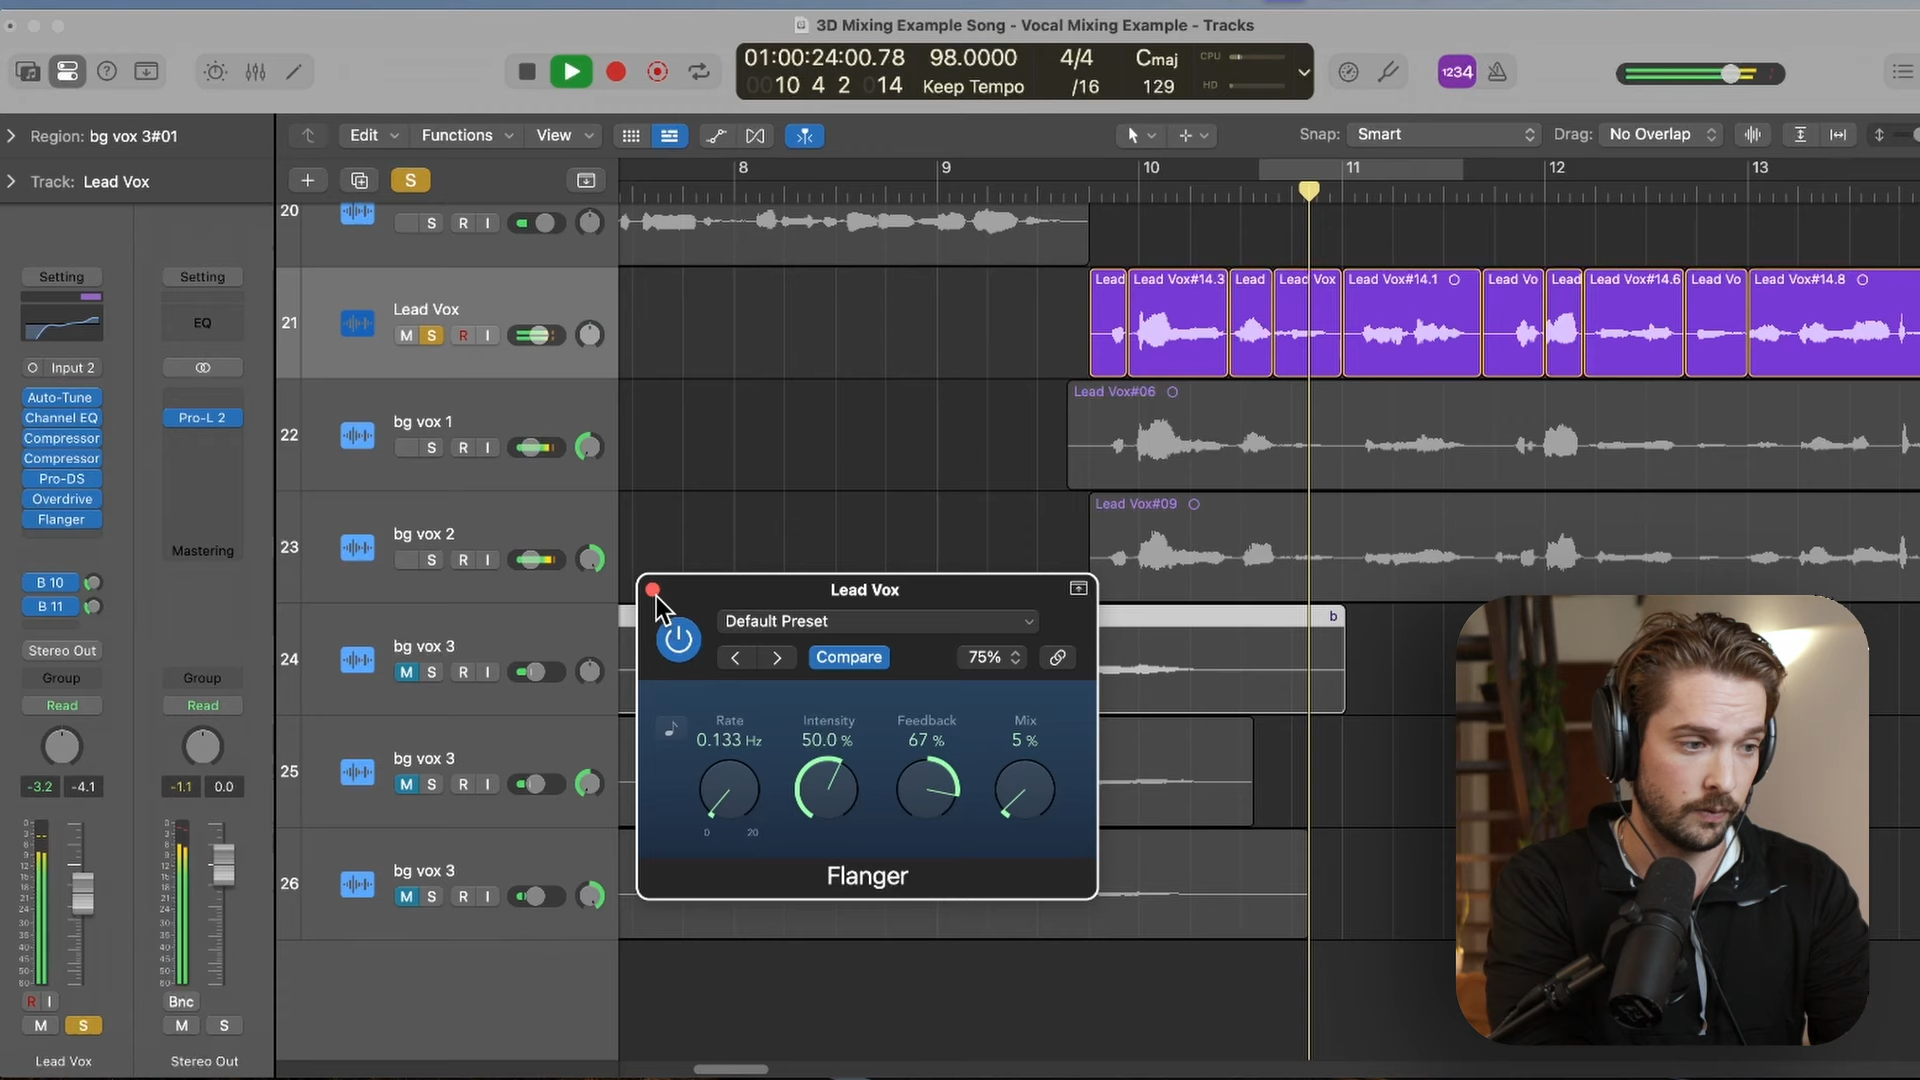 3D Mixing Example Song - Vocal Mixing Example - Tracks
01:00:24:00.78 98.0000 4/4 Cmaj CPU
0010 4 2 014 Keep Tempo /16 129 HD
1234
Region: bg vox 3#01
Edit Functions View Snap: Smart Drag: No Overlap
Track: Lead Vox
S
8 9 10 11 12 13
Setting Setting
EQ
Input 2
Auto-Tune
Channel EQ
Compressor
Compressor
Pro-DS
Overdrive
Flanger
Pro-L 2
Mastering
B 10
B 11
Stereo Out
Group Group
Read Read
-3.2 -4.1 -1.1 0.0
R I Bnc
M S M S
Lead Vox Stereo Out
20 S R I
21 Lead Vox
M S R I
22 bg vox 1
S R I
23 bg vox 2
S R I
24 bg vox 3
M S R I
25 bg vox 3
M S R I
26 bg vox 3
M S R I
Lead Lead Vox#14.3 Lead Lead Vox Lead Vox#14.1 Lead Vo Lead Lead Vox#14.6 Lead Vo Lead Vox#14.8
Lead Vox#06
Lead Vox#09
b
Lead Vox
Default Preset
Compare 75%
Rate Intensity Feedback Mix
0.133 Hz 50.0 % 67 % 5 %
0 20
Flanger